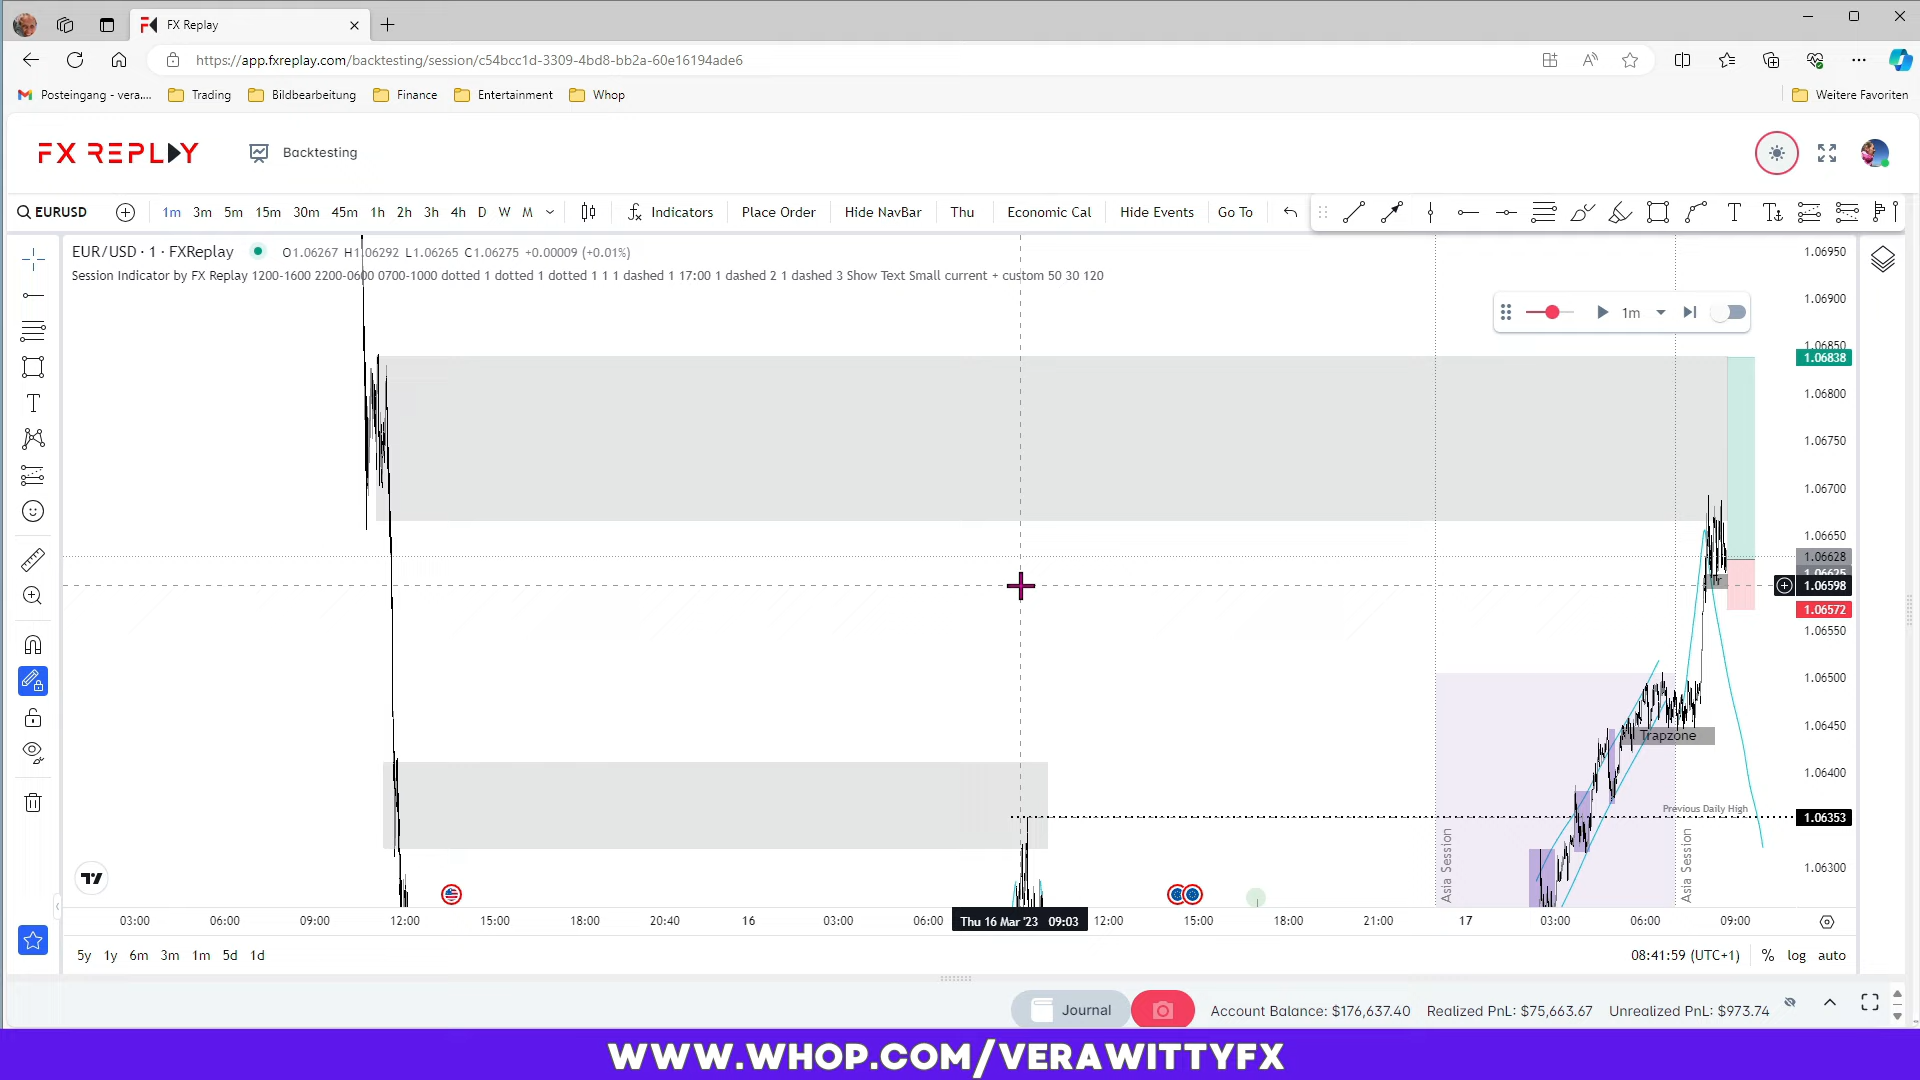 FX Replay
https://app.fxreplay.com/backtesting/session/c54bcc1d-3309-4bd8-bb2a-60e16194ade6
Posteingang - vera.... Trading Bildbearbeitung Finance Entertainment Whop Weitere Favoriten
FX REPLAY Backtesting
EURUSD 1m 3m 5m 15m 30m 45m 1h 2h 3h 4h D W M Indicators Place Order Hide NavBar Thu Economic Cal Hide Events Go To
EUR/USD · 1 · FXReplay O1.06267 H1.06292 L1.06265 C1.06275 +0.00009 (+0.01%)
Session Indicator by FX Replay 1200-1600 2200-0600 0700-1000 dotted 1 dotted 1 dotted 1 1 1 dashed 1 17:00 1 dashed 2 1 dashed 3 Show Text Small current + custom 50 30 120
1m
1.06950
1.06900
1.06850
1.06838
1.06800
1.06750
1.06700
1.06650
1.06628
1.06625
1.06598
1.06572
1.06550
1.06500
1.06450
1.06400
1.06353
1.06300
Trapzone
Previous Daily High
Asia Session
Asia Session
03:00 06:00 09:00 12:00 15:00 18:00 20:40 16 03:00 06:00 Thu 16 Mar '23 09:03 12:00 15:00 18:00 21:00 17 03:00 06:00 09:00
5y 1y 6m 3m 1m 5d 1d 08:41:59 (UTC+1) % log auto
Journal Account Balance: $176,637.40 Realized PnL: $75,663.67 Unrealized PnL: $973.74
WWW.WHOP.COM/VERAWITTYFX